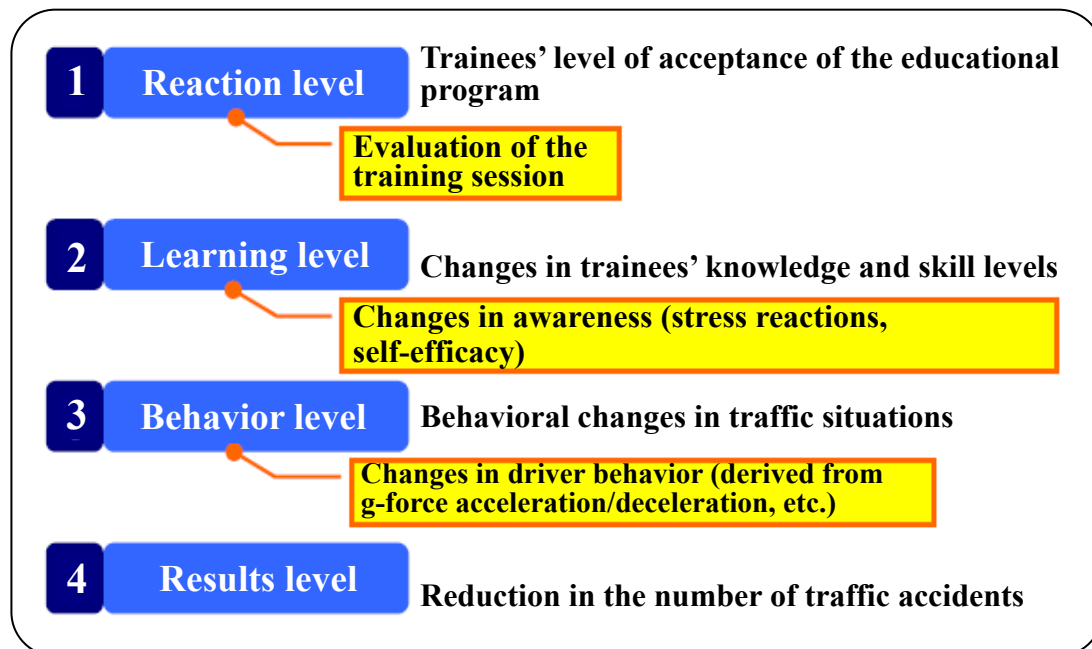 1
Reaction level
Trainees’ level of acceptance of the educational
program
Evaluation of the
training session
2
Learning level
Changes in trainees’ knowledge and skill levels
Changes in awareness (stress reactions,
self-efficacy)
3
Behavior level
Behavioral changes in traffic situations
Changes in driver behavior (derived from
g-force acceleration/deceleration, etc.)
4
Results level
Reduction in the number of traffic accidents